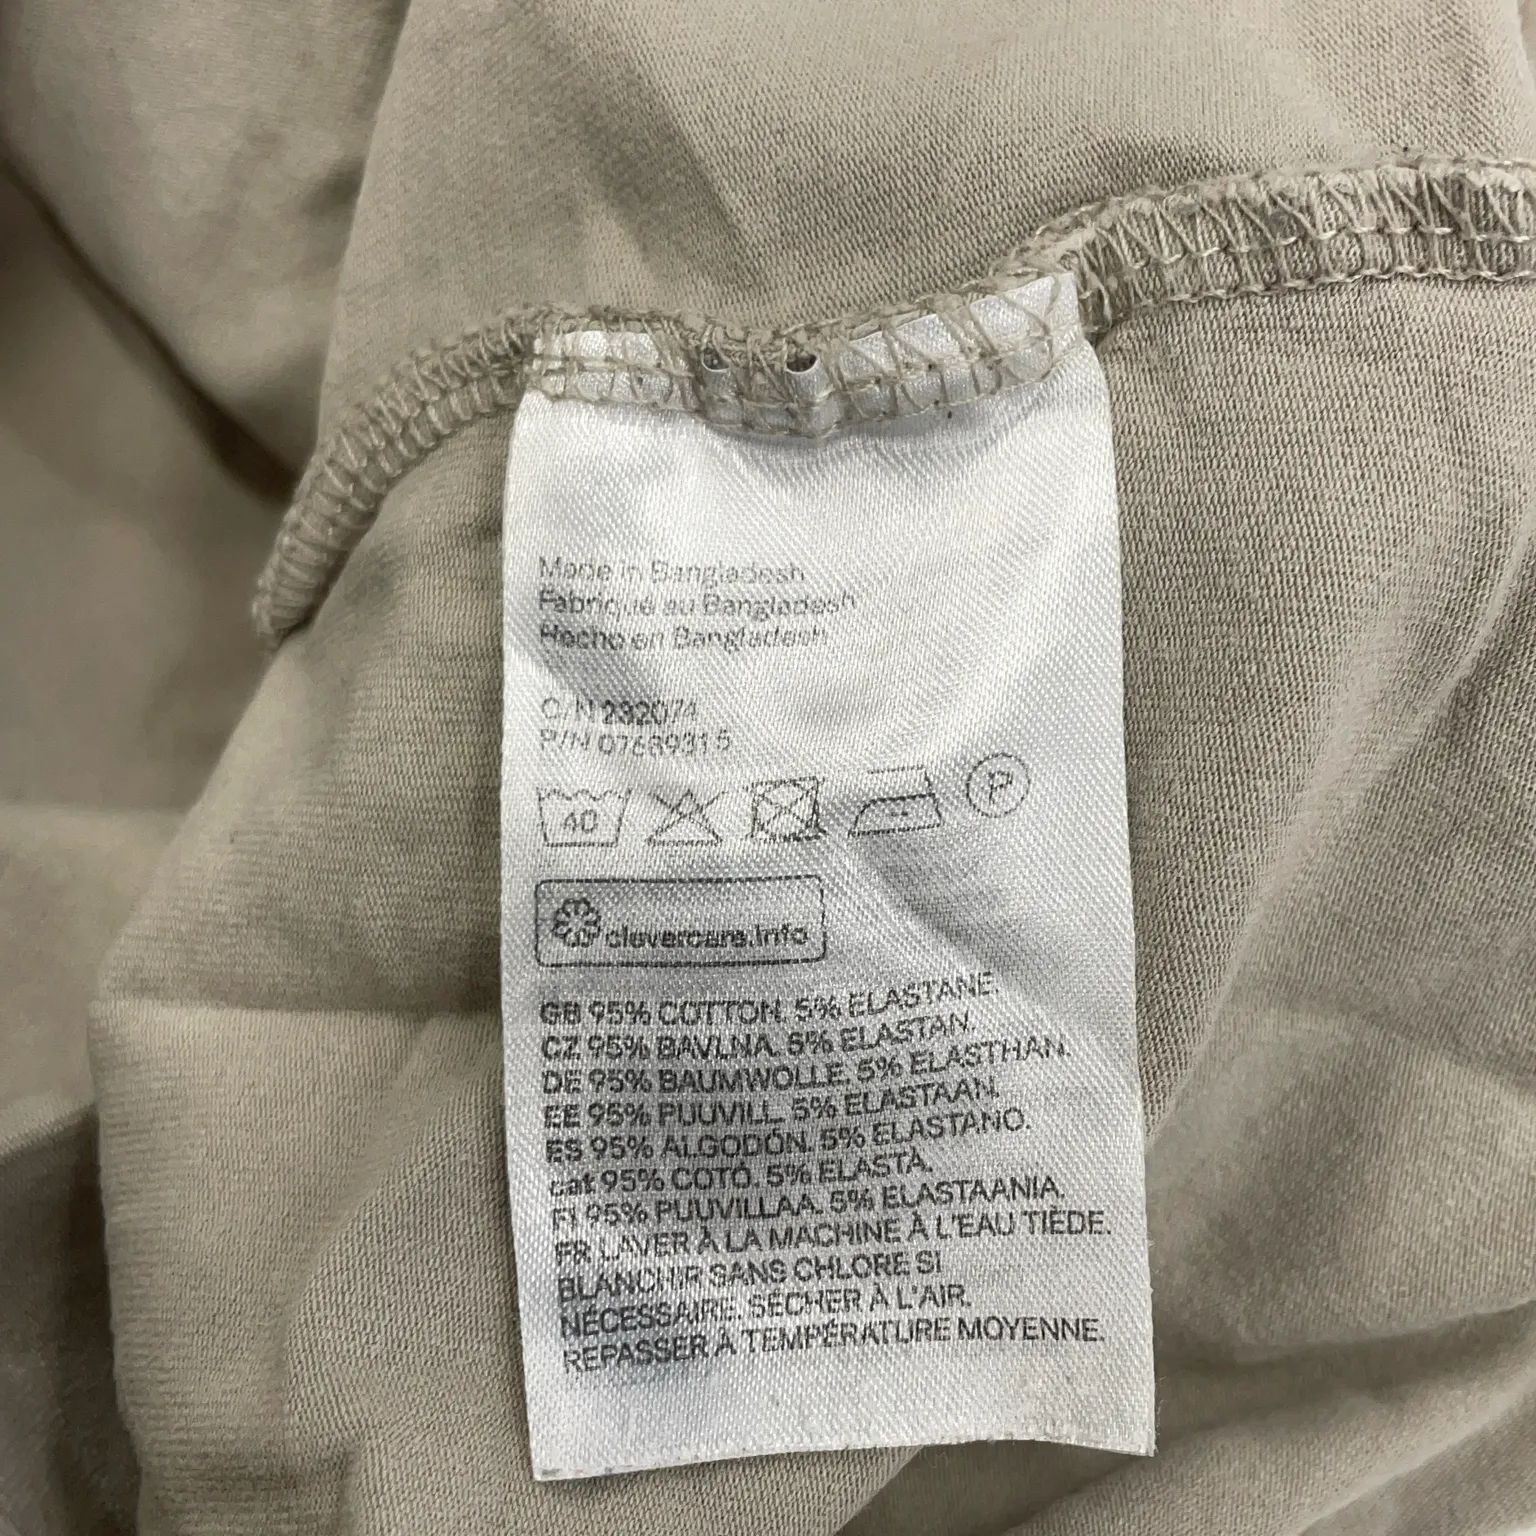 Made in Bangladesh
Fabriqué au Bangladesh
Hecho en Bangladesh
C/N 232074
P/N 07689315
40 P
clevercare.info
GB 95% COTTON. 5% ELASTANE.
CZ 95% BAVLNA. 5% ELASTAN.
DE 95% BAUMWOLLE. 5% ELASTHAN.
EE 95% PUUVILL. 5% ELASTAAN.
ES 95% ALGODÓN. 5% ELASTANO.
cat 95% COTÓ. 5% ELASTÀ.
FI 95% PUUVILLAA. 5% ELASTAANIA.
FR LAVER À LA MACHINE À L'EAU TIÈDE.
BLANCHIR SANS CHLORE SI
NÉCESSAIRE. SÉCHER À L'AIR.
REPASSER À TEMPÉRATURE MOYENNE.